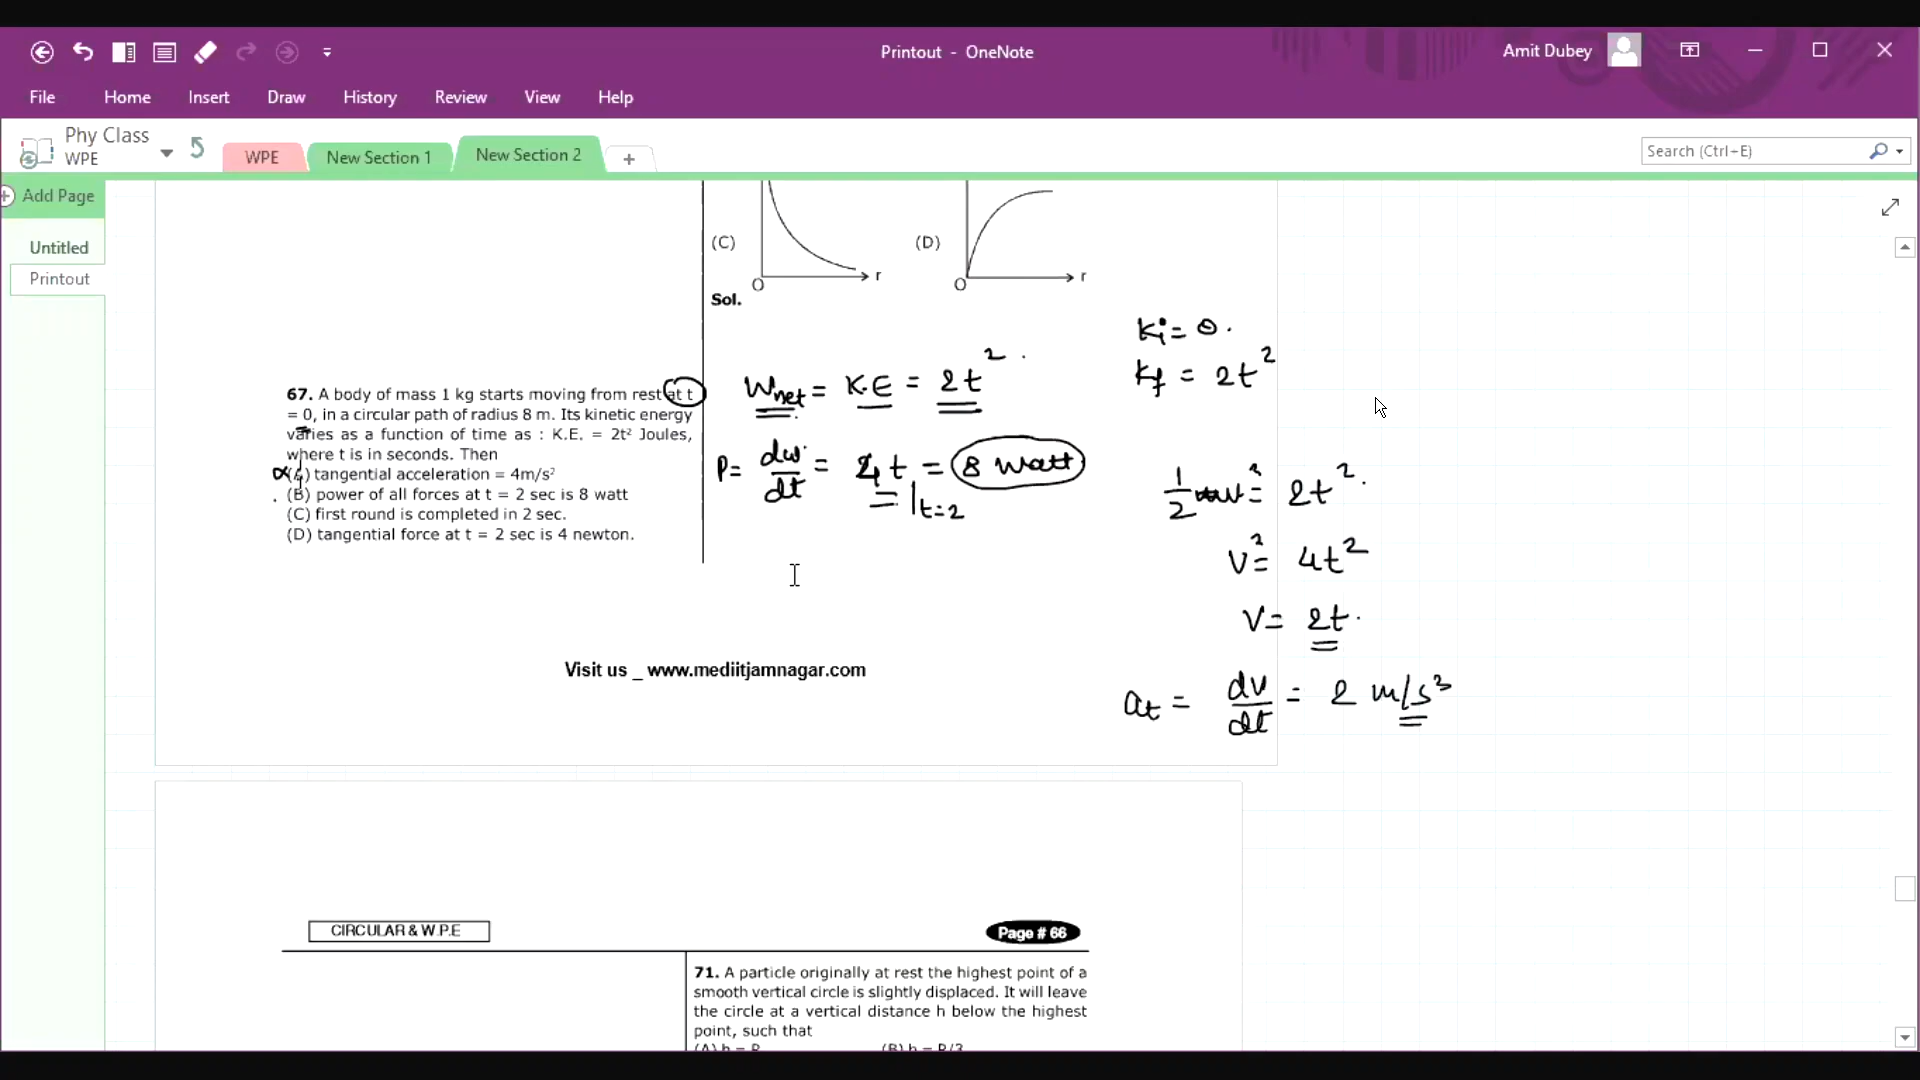 Printout - OneNote
Amit Dubey
File Home Insert Draw History Review View Help
Phy Class
WPE
WPE New Section 1 New Section 2 +
Search (Ctrl+E)
Add Page
Untitled
Printout
(C) O r (D) O r
Sol.
67. A body of mass 1 kg starts moving from rest at t
= 0, in a circular path of radius 8 m. Its kinetic energy
varies as a function of time as : K.E. = 2t² Joules,
where t is in seconds. Then
(A) tangential acceleration = 4m/s²
(B) power of all forces at t = 2 sec is 8 watt
(C) first round is completed in 2 sec.
(D) tangential force at t = 2 sec is 4 newton.
Wnet = K.E = 2t²
P = dw/dt = 4t |t=2 = 8 watt
Ki = 0.
Kf = 2t²
1/2 mv² = 2t².
v² = 4t²
v = 2t.
at = dv/dt = 2 m/s²
Visit us _ www.mediitjamnagar.com
CIRCULAR & W.P.E
Page # 66
71. A particle originally at rest the highest point of a
smooth vertical circle is slightly displaced. It will leave
the circle at a vertical distance h below the highest
point, such that
(A) h = R (B) h = R/3